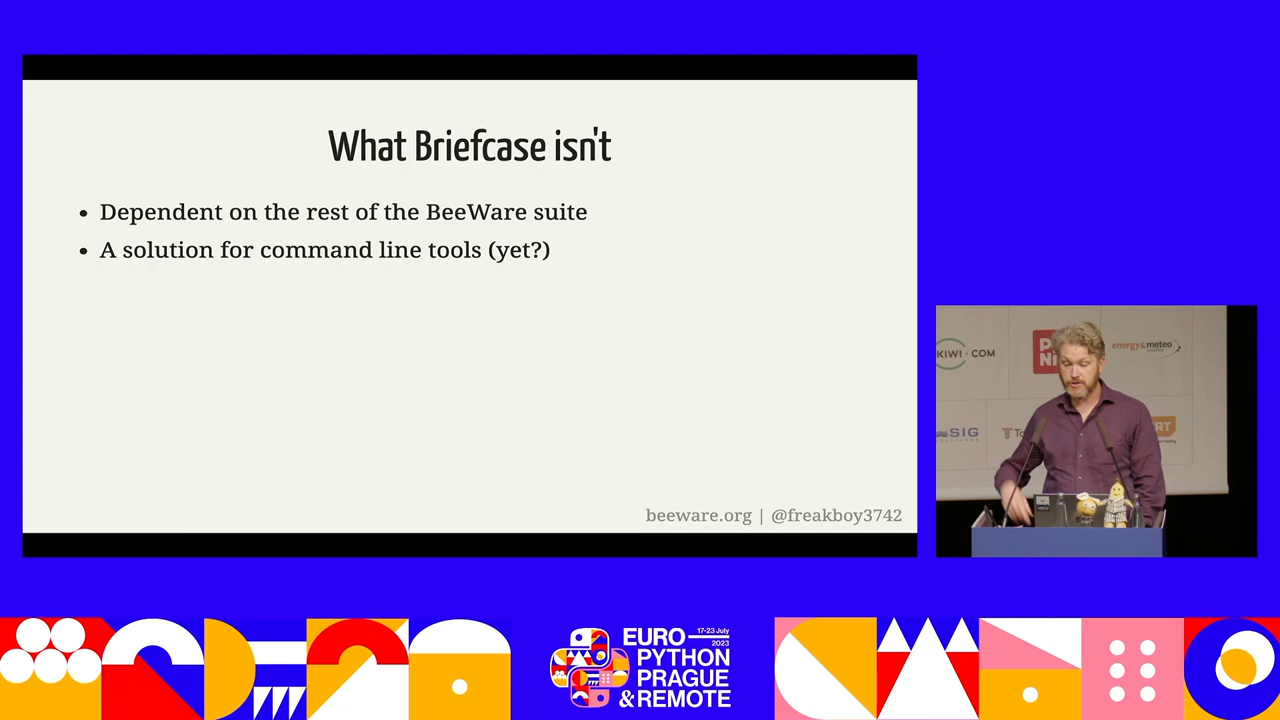 What Briefcase isn't
• Dependent on the rest of the BeeWare suite
• A solution for command line tools (yet?)
beeware.org | @freakboy3742
KIWI.COM
energy & meteo
SIG
EURO
17-23 July
2023
PYTHON
PRAGUE
& REMOTE